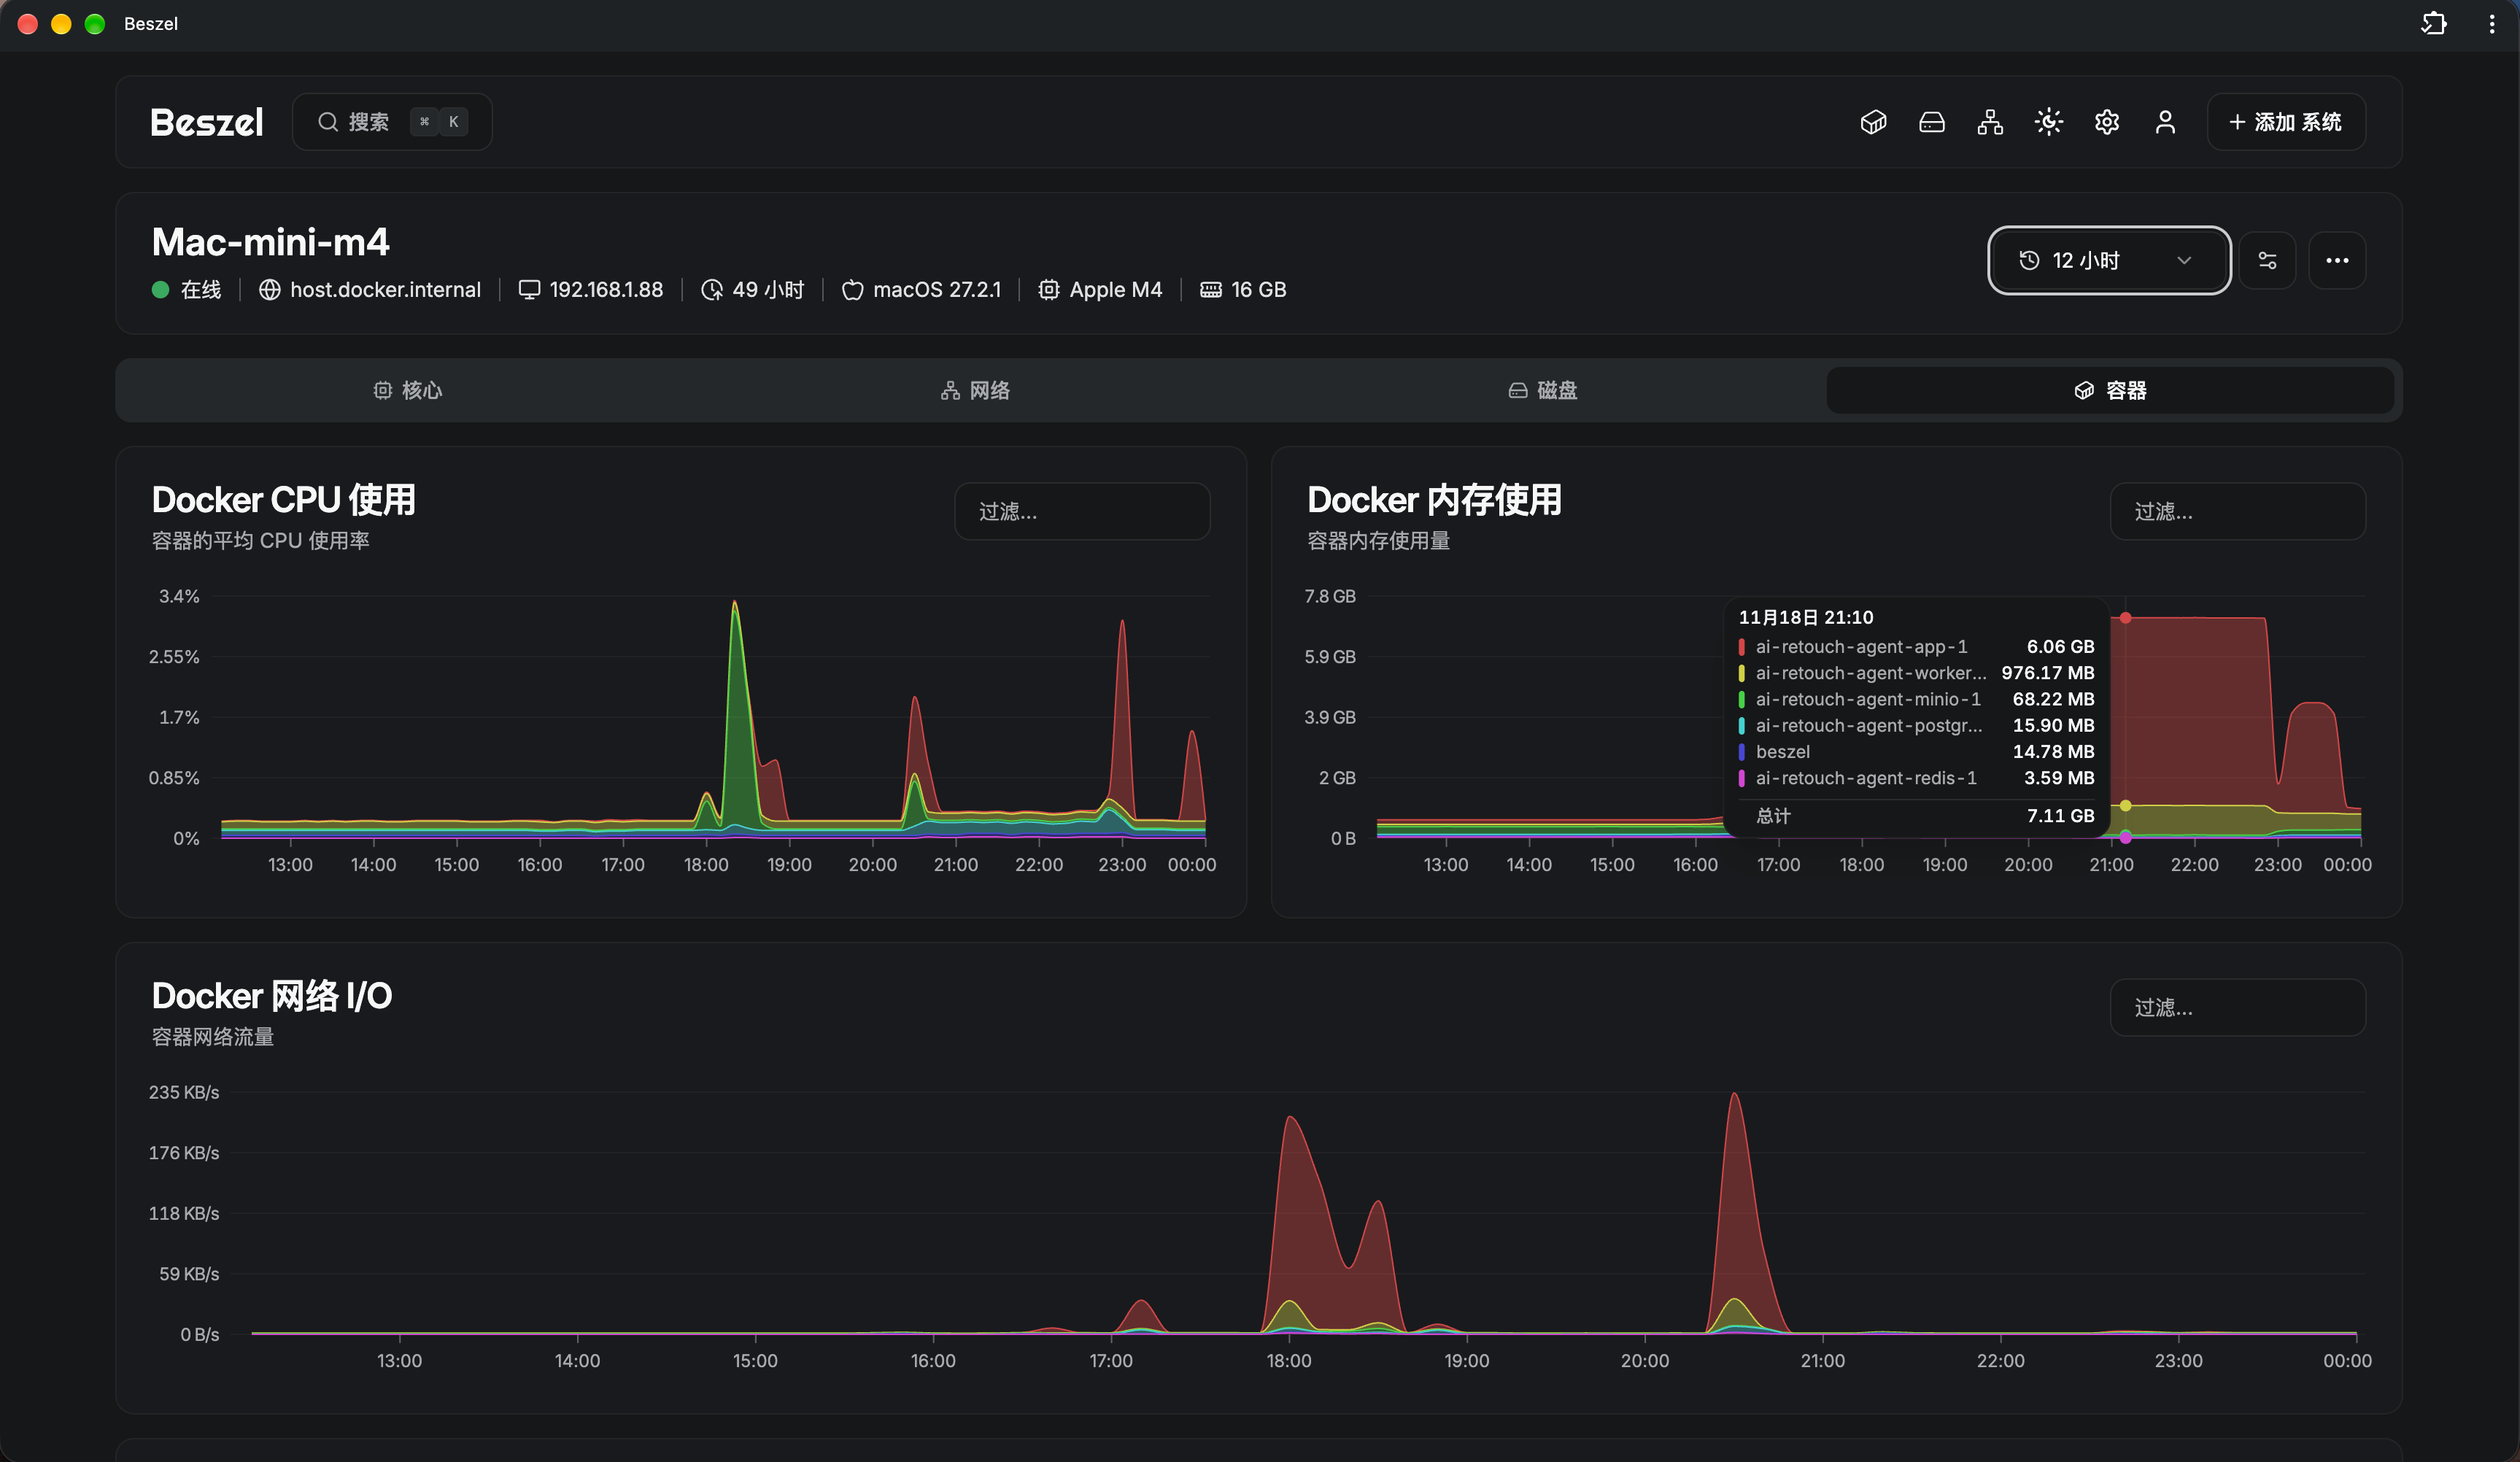 Beszel
Beszel
搜索 ⌘ K
添加 系统
Mac-mini-m4
在线 host.docker.internal 192.168.1.88 49 小时 macOS 27.2.1 Apple M4 16 GB
12 小时
核心 网络 磁盘 容器
Docker CPU 使用
容器的平均 CPU 使用率
过滤...
3.4%
2.55%
1.7%
0.85%
0%
13:00 14:00 15:00 16:00 17:00 18:00 19:00 20:00 21:00 22:00 23:00 00:00
Docker 内存使用
容器内存使用量
过滤...
7.8 GB
5.9 GB
3.9 GB
2 GB
0 B
11月18日 21:10
ai-retouch-agent-app-1 6.06 GB
ai-retouch-agent-worker... 976.17 MB
ai-retouch-agent-minio-1 68.22 MB
ai-retouch-agent-postgr... 15.90 MB
beszel 14.78 MB
ai-retouch-agent-redis-1 3.59 MB
总计 7.11 GB
13:00 14:00 15:00 16:00 17:00 18:00 19:00 20:00 21:00 22:00 23:00 00:00
Docker 网络 I/O
容器网络流量
过滤...
235 KB/s
176 KB/s
118 KB/s
59 KB/s
0 B/s
13:00 14:00 15:00 16:00 17:00 18:00 19:00 20:00 21:00 22:00 23:00 00:00